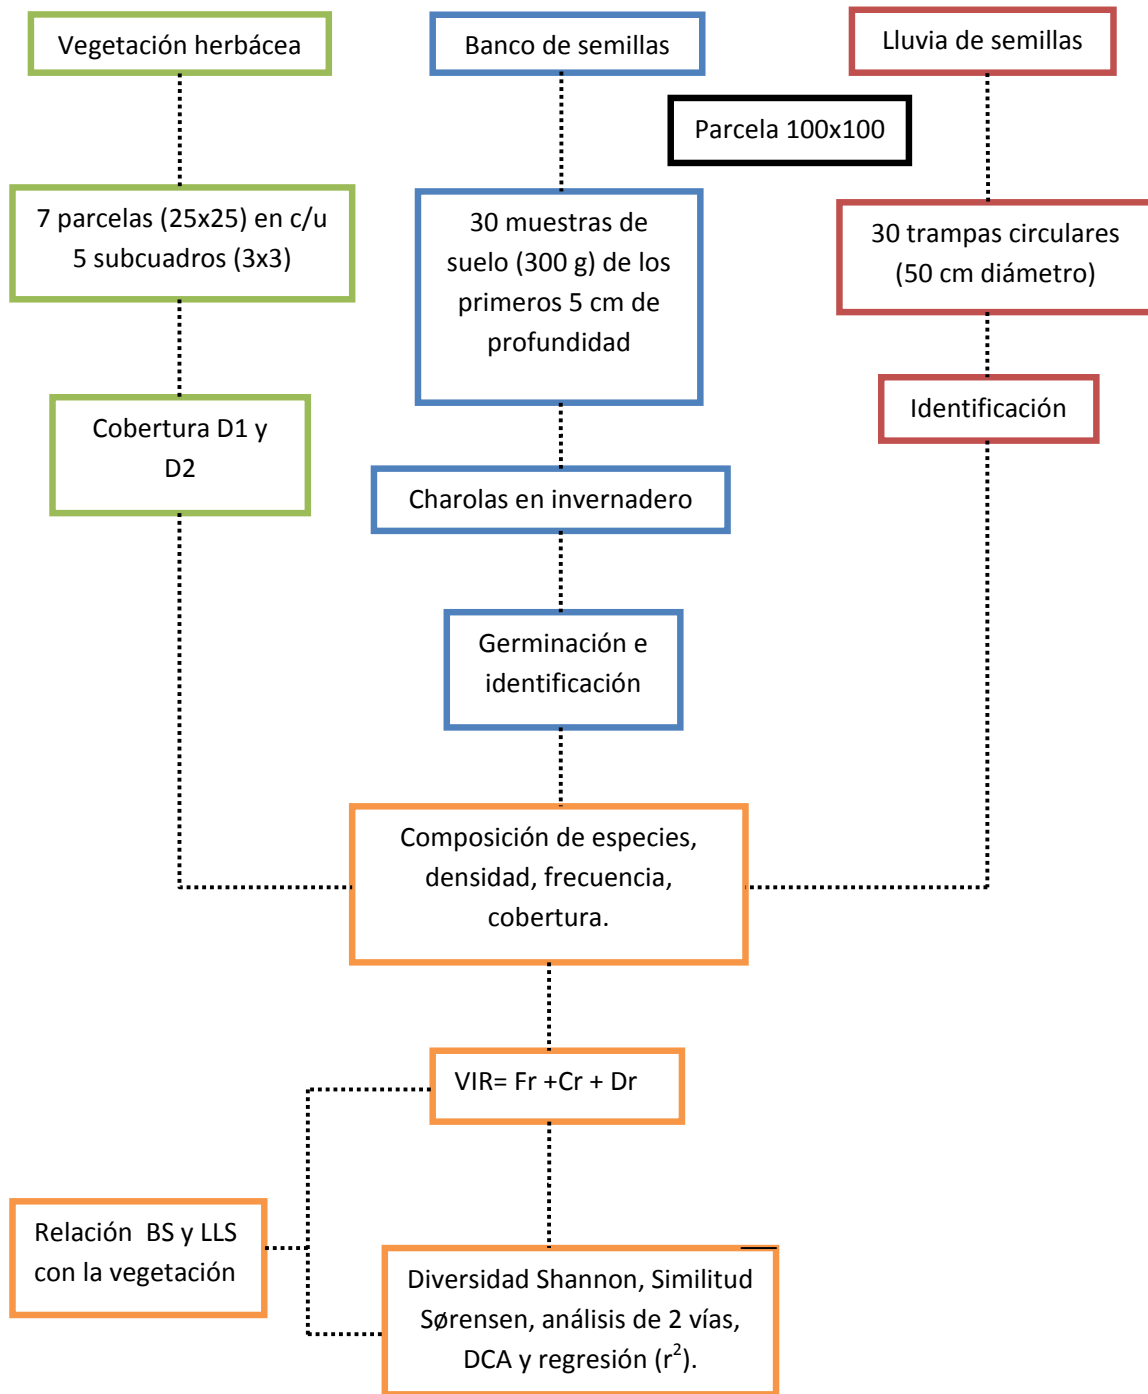 Vegetación herbácea
Banco de semillas
Lluvia de semillas
Parcela 100x100
7 parcelas (25x25) en c/u
5 subcuadros (3x3)
30 muestras de
suelo (300 g) de los
primeros 5 cm de
profundidad
30 trampas circulares
(50 cm diámetro)
Cobertura D1 y
D2
Identificación
Charolas en invernadero
Germinación e
identificación
Composición de especies,
densidad, frecuencia,
cobertura.
VIR= Fr +Cr + Dr
Relación  BS y LLS
con la vegetación
Diversidad Shannon, Similitud
Sørensen, análisis de 2 vías,
DCA y regresión (r²).